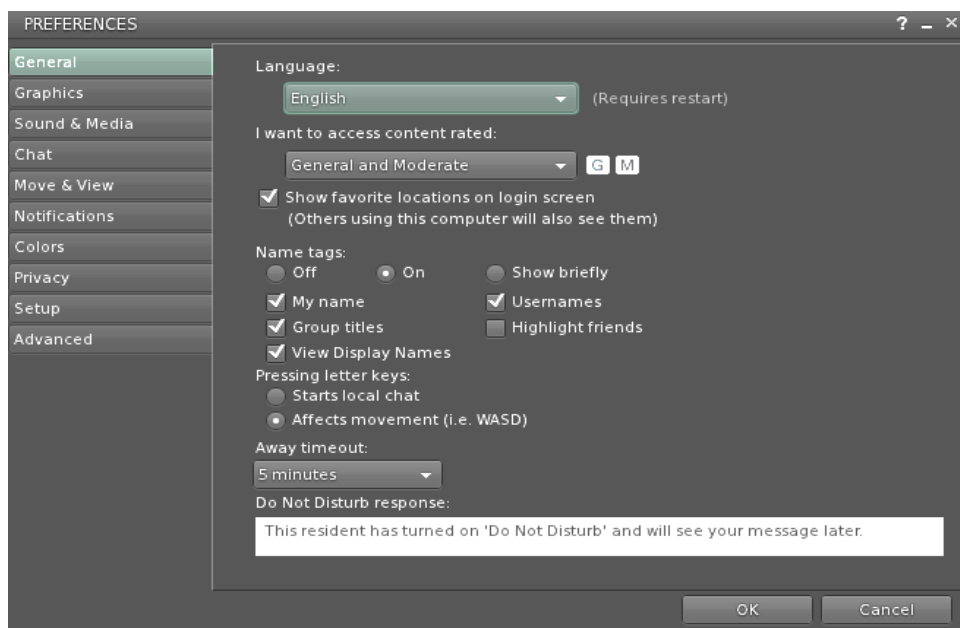 PREFERENCES ? _ ×
General
Graphics
Sound & Media
Chat
Move & View
Notifications
Colors
Privacy
Setup
Advanced
Language:
English (Requires restart)
I want to access content rated:
General and Moderate G M
Show favorite locations on login screen
(Others using this computer will also see them)
Name tags:
Off On Show briefly
My name Usernames
Group titles Highlight friends
View Display Names
Pressing letter keys:
Starts local chat
Affects movement (i.e. WASD)
Away timeout:
5 minutes
Do Not Disturb response:
This resident has turned on 'Do Not Disturb' and will see your message later.
OK Cancel